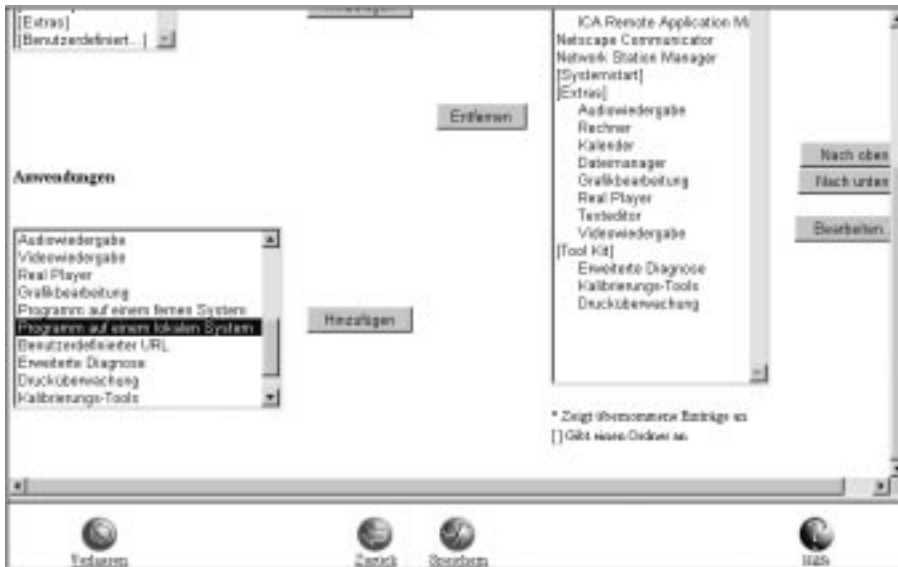 [Extras]
[Benutzerdefiniert...]
Entfernen
Anwendungen
Audiowiedergabe
Videowiedergabe
Real Player
Grafikbearbeitung
Programm auf einem fernen System
Programm auf einem lokalen System
Benutzerdefinierter URL
Erweiterte Diagnose
Drucküberwachung
Kalibrierungs-Tools
Hinzufügen
ICA Remote Application M
Netscape Communicator
Network Station Manager
[Systemstart]
[Extras]
Audiowiedergabe
Rechner
Kalender
Dateimanager
Grafikbearbeitung
Real Player
Texteditor
Videowiedergabe
[Tool Kit]
Erweiterte Diagnose
Kalibrierungs-Tools
Drucküberwachung
* Zeigt übernommene Einträge an
[ ] Gibt einen Ordner an
Nach oben
Nach unten
Bearbeiten..
Verlassen
Zurück
Speichern
Hilfe